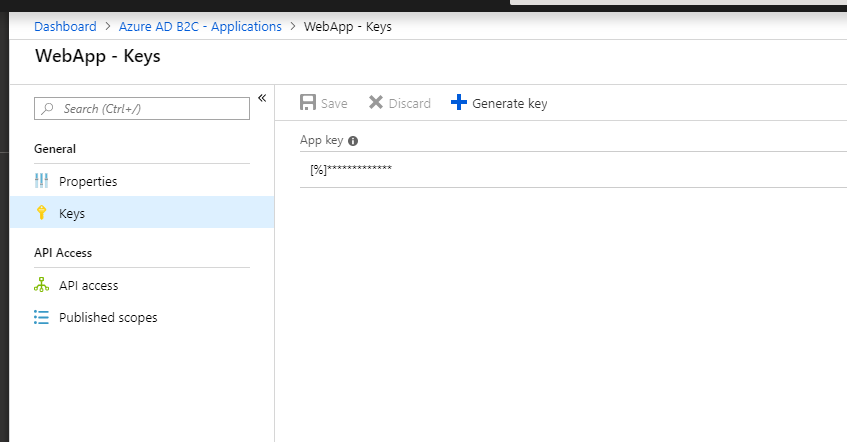 Dashboard > Azure AD B2C - Applications > WebApp - Keys
WebApp - Keys
Search (Ctrl+/)
«
General
Properties
Keys
API Access
API access
Published scopes
Save Discard Generate key
App key
[%]*************